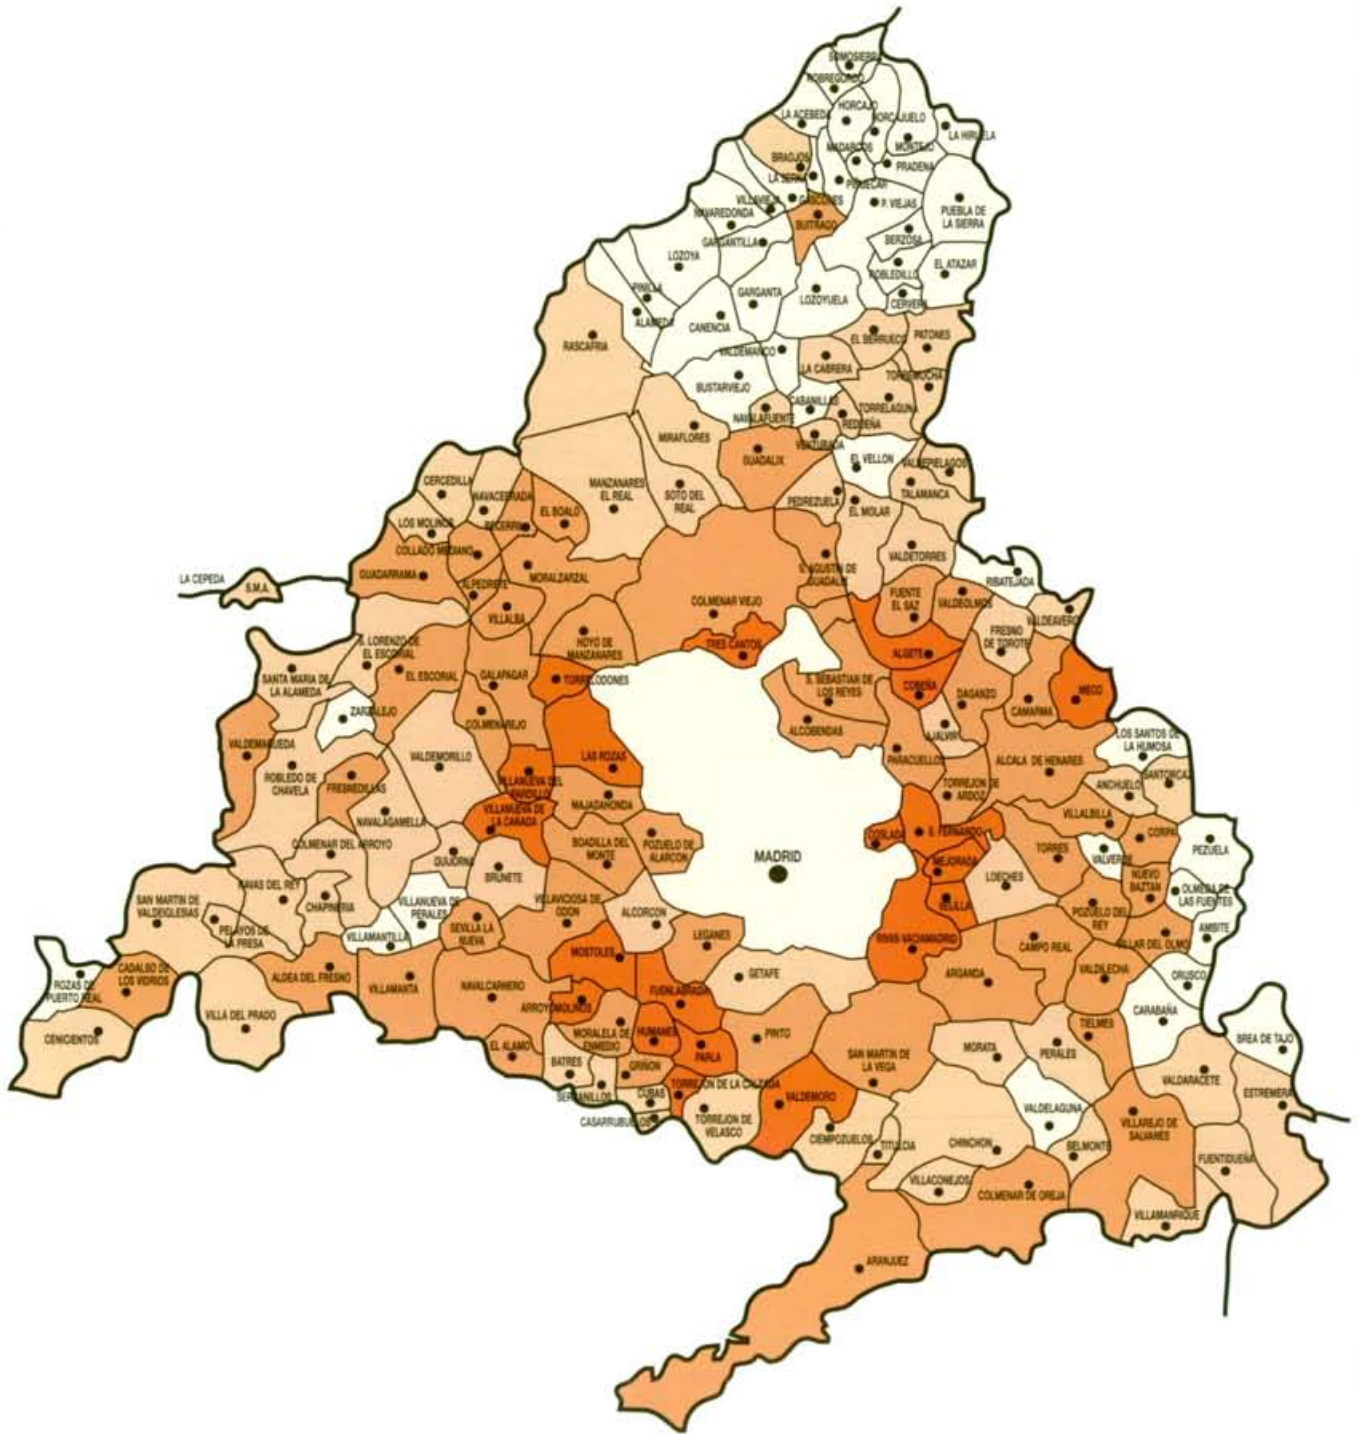 SOMOSIERRA
ROBREGORDO
LA ACEBEDA
HORCAJO
HORCAJUELO
LA HIRUELA
MONTEJO
MADARCOS
BRAOJOS
PRADENA
LA SERNA
PIÑUECAR
VILLAVIEJA
GASCONES
P. VIEJAS
PUEBLA DE
LA SIERRA
NAVAREDONDA
BUITRAGO
BERZOSA
GARGANTILLA
LOZOYA
EL ATAZAR
ROBLEDILLO
PINILLA
GARGANTA
LOZOYUELA
CERVERA
ALAMEDA
CANENCIA
RASCAFRIA
EL BERRUECO
PATONES
VALDEMANCO
LA CABRERA
BUSTARVIEJO
TORREMOCHA
CABANILLAS
TORRELAGUNA
NAVALAFUENTE
REDUEÑA
MIRAFLORES
VENTURADA
GUADALIX
EL VELLON
VALDEPIELAGOS
CERCEDILLA
MANZANARES
EL REAL
SOTO DEL
REAL
TALAMANCA
NAVACERRADA
PEDREZUELA
EL MOLAR
LOS MOLINOS
BECERRIL
EL BOALO
COLLADO MEDIANO
VALDETORRES
GUADARRAMA
MORALZARZAL
S. AGUSTIN DE
GUADALIX
RIBATEJADA
LA CEPEDA
S.M.A.
ALPEDRETE
FUENTE
EL SAZ
VALDEOLMOS
VILLALBA
COLMENAR VIEJO
VALDEAVERO
S. LORENZO DE
EL ESCORIAL
HOYO DE
MANZANARES
TRES CANTOS
FRESNO
DE TOROTE
ALGETE
SANTA MARIA DE
LA ALAMEDA
EL ESCORIAL
GALAPAGAR
TORRELODONES
S. SEBASTIAN DE
LOS REYES
COBEÑA
DAGANZO
CAMARMA
MECO
ZARZALEJO
COLMENAREJO
ALCOBENDAS
AJALVIR
LOS SANTOS DE
LA HUMOSA
VALDEMAQUEDA
VALDEMORILLO
LAS ROZAS
PARACUELLOS
ALCALA DE HENARES
ROBLEDO DE
CHAVELA
FRESNEDILLAS
VILLANUEVA DEL
PARDILLO
TORREJON DE
ARDOZ
ANCHUELO
SANTORCAZ
MAJADAHONDA
VILLANUEVA DE
LA CAÑADA
NAVALAGAMELLA
VILLALBILLA
COSLADA
S. FERNANDO
CORPA
COLMENAR DEL ARROYO
BOADILLA DEL
MONTE
POZUELO DE
ALARCON
MADRID
MEJORADA
TORRES
VALVERDE
PEZUELA
QUIJORNA
BRUNETE
LOECHES
NUEVO
BAZTAN
NAVAS DEL REY
CHAPINERIA
OLMEDA DE
LAS FUENTES
SAN MARTIN DE
VALDEIGLESIAS
VILLANUEVA DE
PERALES
VILLAVICIOSA DE
ODON
ALCORCON
VELILLA
POZUELO DEL
REY
PELAYOS DE
LA PRESA
SEVILLA LA
NUEVA
AMBITE
VILLAMANTILLA
LEGANES
RIVAS VACIAMADRID
CAMPO REAL
VILLAR DEL OLMO
MOSTOLES
CADALSO DE
LOS VIDRIOS
ALDEA DEL FRESNO
GETAFE
ARGANDA
VALDILECHA
ORUSCO
ROZAS DE
PUERTO REAL
VILLAMANTA
NAVALCARNERO
FUENLABRADA
ARROYOMOLINOS
CARABAÑA
VILLA DEL PRADO
TIELMES
CENICIENTOS
MORALELA DE
ENMEDIO
HUMANES
PINTO
BREA DE TAJO
EL ALAMO
PARLA
MORATA
PERALES
SAN MARTIN DE
LA VEGA
BATRES
GRIÑON
VALDARACETE
TORREJON DE LA CALZADA
SERRANILLOS
CUBAS
VALDEMORO
ESTREMERA
VALDELAGUNA
CASARRUBUELOS
TORREJON DE
VELASCO
VILLAREJO DE
SALVANES
CIEMPOZUELOS
TITULCIA
CHINCHON
BELMONTE
FUENTIDUEÑA
VILLACONEJOS
COLMENAR DE OREJA
VILLAMANRIQUE
ARANJUEZ